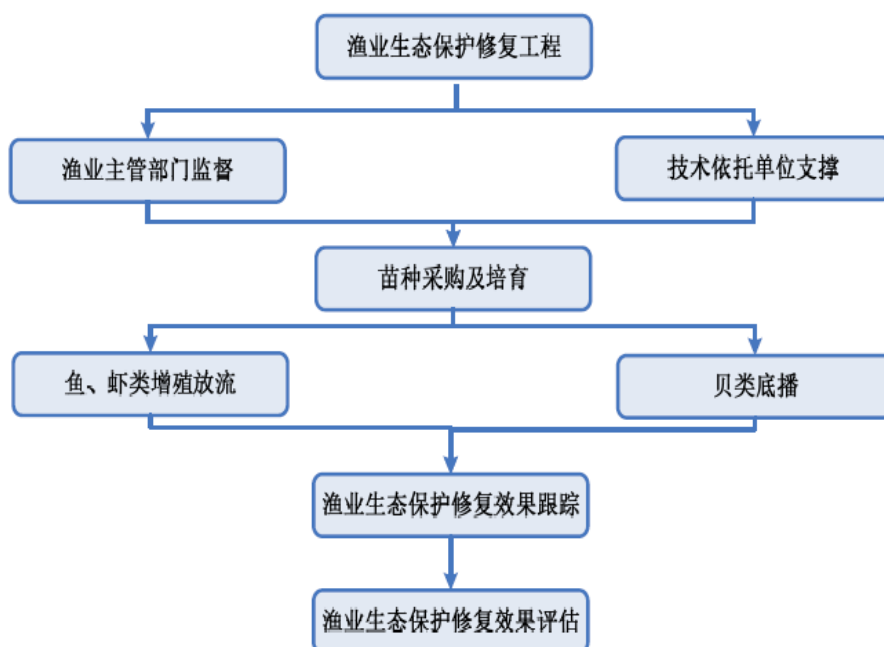 渔业生态保护修复工程
渔业主管部门监督
技术依托单位支撑
苗种采购及培育
鱼、虾类增殖放流
贝类底播
渔业生态保护修复效果跟踪
渔业生态保护修复效果评估